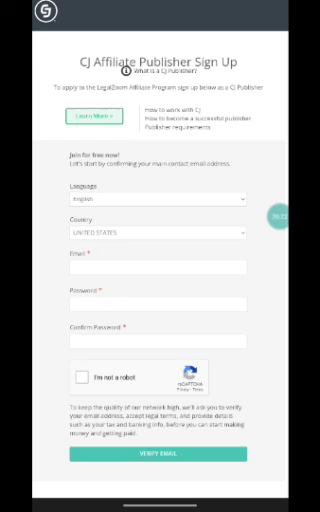 CJ
CJ Affiliate Publisher Sign Up
What is a CJ Publisher?
To apply to the LegalZoom Affiliate Program sign up below as a CJ Publisher
Learn More >
How to work with CJ
How to become a successful publisher
Publisher requirements
Join for free now!
Let's start by confirming your main contact email address.
Language
English
Country
UNITED STATES
Email *
Password *
Confirm Password *
I'm not a robot
reCAPTCHA
Privacy - Terms
To keep the quality of our network high, we'll ask you to verify
your email address, accept legal terms, and provide details
such as your tax and banking info, before you can start making
money and getting paid.
VERIFY EMAIL